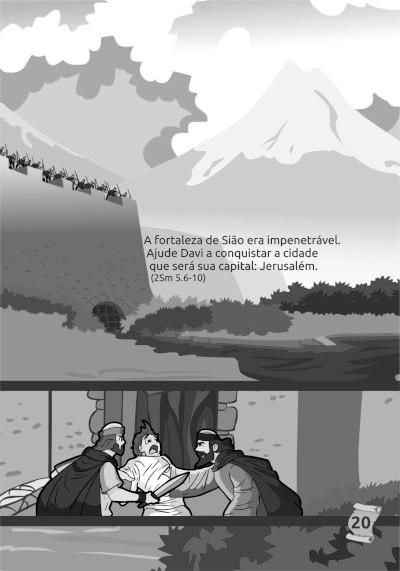 A fortaleza de Sião era impenetrável.
Ajude Davi a conquistar a cidade
que será sua capital: Jerusalém.
(2Sm 5.6-10)
20